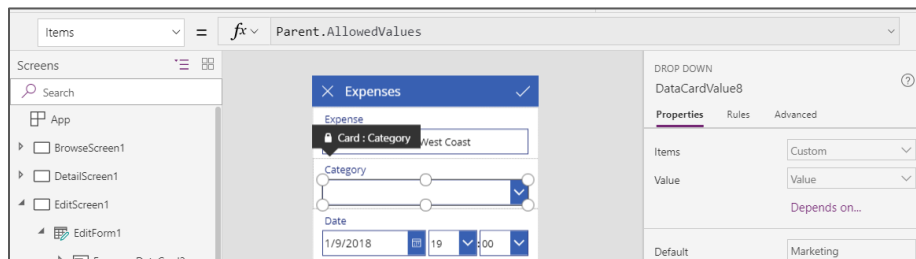 Items = fx Parent.AllowedValues
Screens
Search
App
BrowseScreen1
DetailScreen1
EditScreen1
EditForm1
Expenses
Expense
Card : Category
West Coast
Category
Date
1/9/2018 19 : 00
DROP DOWN
DataCardValue8
?
Properties Rules Advanced
Items Custom
Value Value
Depends on...
Default Marketing